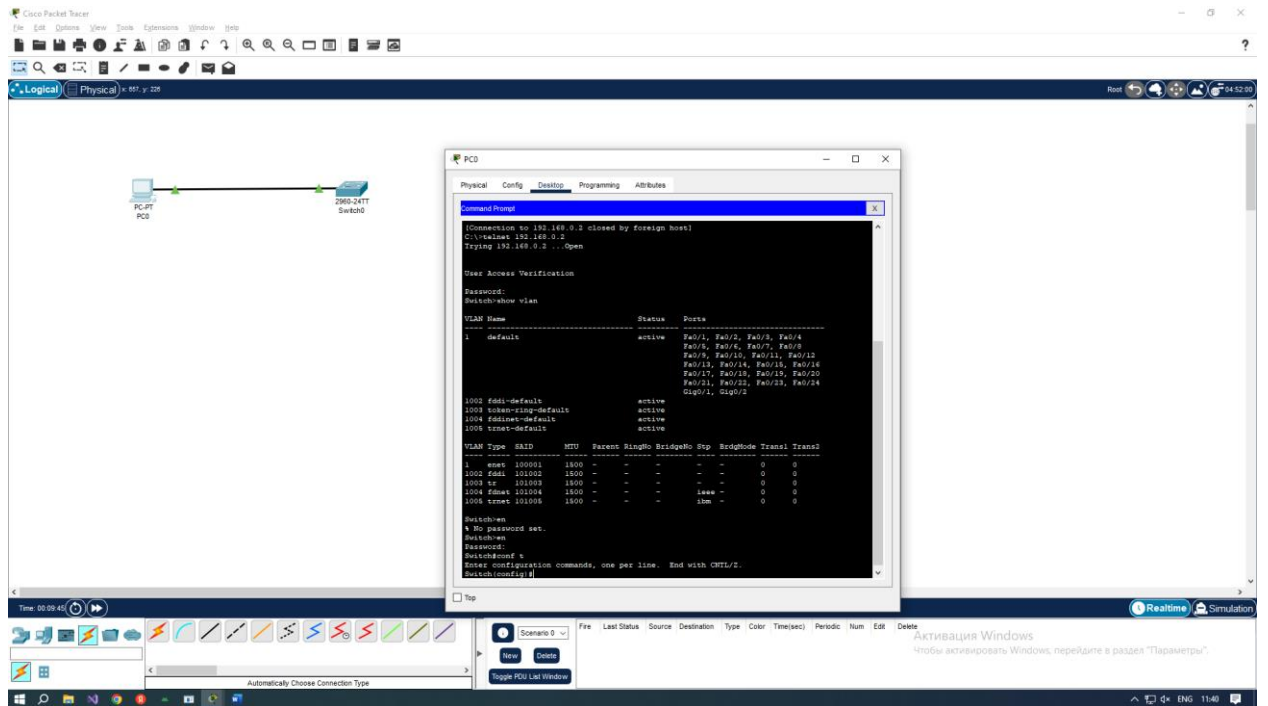 Cisco Packet Tracer
File Edit Options View Tools Extensions Window Help
?
Logical Physical x: 657, y: 226
Root 04:52:00
PC-PT
PC0
2960-24TT
Switch0
PC0
Physical Config Desktop Programming Attributes
Command Prompt X
[Connection to 192.168.0.2 closed by foreign host]
C:\>telnet 192.168.0.2
Trying 192.168.0.2 ...Open
User Access Verification
Password:
Switch>show vlan
VLAN Name Status Ports
---- -------------------------------- --------- -------------------------------
1 default active Fa0/1, Fa0/2, Fa0/3, Fa0/4
Fa0/5, Fa0/6, Fa0/7, Fa0/8
Fa0/9, Fa0/10, Fa0/11, Fa0/12
Fa0/13, Fa0/14, Fa0/15, Fa0/16
Fa0/17, Fa0/18, Fa0/19, Fa0/20
Fa0/21, Fa0/22, Fa0/23, Fa0/24
Gig0/1, Gig0/2
1002 fddi-default active
1003 token-ring-default active
1004 fddinet-default active
1005 trnet-default active
VLAN Type SAID MTU Parent RingNo BridgeNo Stp BrdgMode Trans1 Trans2
---- ----- ---------- ----- ------ ------ -------- ---- -------- ------ ------
1 enet 100001 1500 - - - - - 0 0
1002 fddi 101002 1500 - - - - - 0 0
1003 tr 101003 1500 - - - - - 0 0
1004 fdnet 101004 1500 - - - ieee - 0 0
1005 trnet 101005 1500 - - - ibm - 0 0
Switch>en
% No password set.
Switch>en
Password:
Switch#conf t
Enter configuration commands, one per line. End with CNTL/Z.
Switch(config)#
Top
Time: 00:09:45
Realtime Simulation
Scenario 0
New Delete
Toggle PDU List Window
Fire Last Status Source Destination Type Color Time(sec) Periodic Num Edit Delete
Автивация Windows
Чтобы активировать Windows, перейдите в раздел "Параметры".
Automatically Choose Connection Type
ENG 11:40